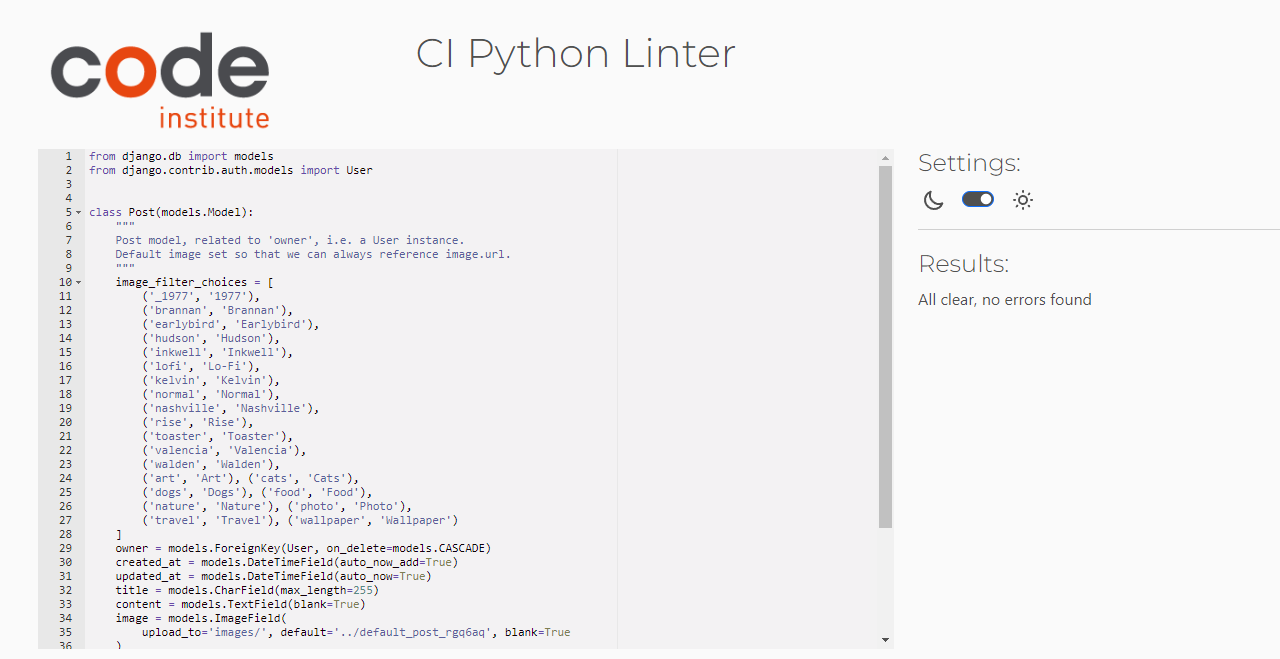 code
institute
CI Python Linter
1 from django.db import models
2 from django.contrib.auth.models import User
3
4
5 class Post(models.Model):
6     """
7     Post model, related to 'owner', i.e. a User instance.
8     Default image set so that we can always reference image.url.
9     """
10     image_filter_choices = [
11         ('_1977', '1977'),
12         ('brannan', 'Brannan'),
13         ('earlybird', 'Earlybird'),
14         ('hudson', 'Hudson'),
15         ('inkwell', 'Inkwell'),
16         ('lofi', 'Lo-Fi'),
17         ('kelvin', 'Kelvin'),
18         ('normal', 'Normal'),
19         ('nashville', 'Nashville'),
20         ('rise', 'Rise'),
21         ('toaster', 'Toaster'),
22         ('valencia', 'Valencia'),
23         ('walden', 'Walden'),
24         ('art', 'Art'), ('cats', 'Cats'),
25         ('dogs', 'Dogs'), ('food', 'Food'),
26         ('nature', 'Nature'), ('photo', 'Photo'),
27         ('travel', 'Travel'), ('wallpaper', 'Wallpaper')
28     ]
29     owner = models.ForeignKey(User, on_delete=models.CASCADE)
30     created_at = models.DateTimeField(auto_now_add=True)
31     updated_at = models.DateTimeField(auto_now=True)
32     title = models.CharField(max_length=255)
33     content = models.TextField(blank=True)
34     image = models.ImageField(
35         upload_to='images/', default='../default_post_rgq6aq', blank=True
36     )
Settings:
Results:
All clear, no errors found